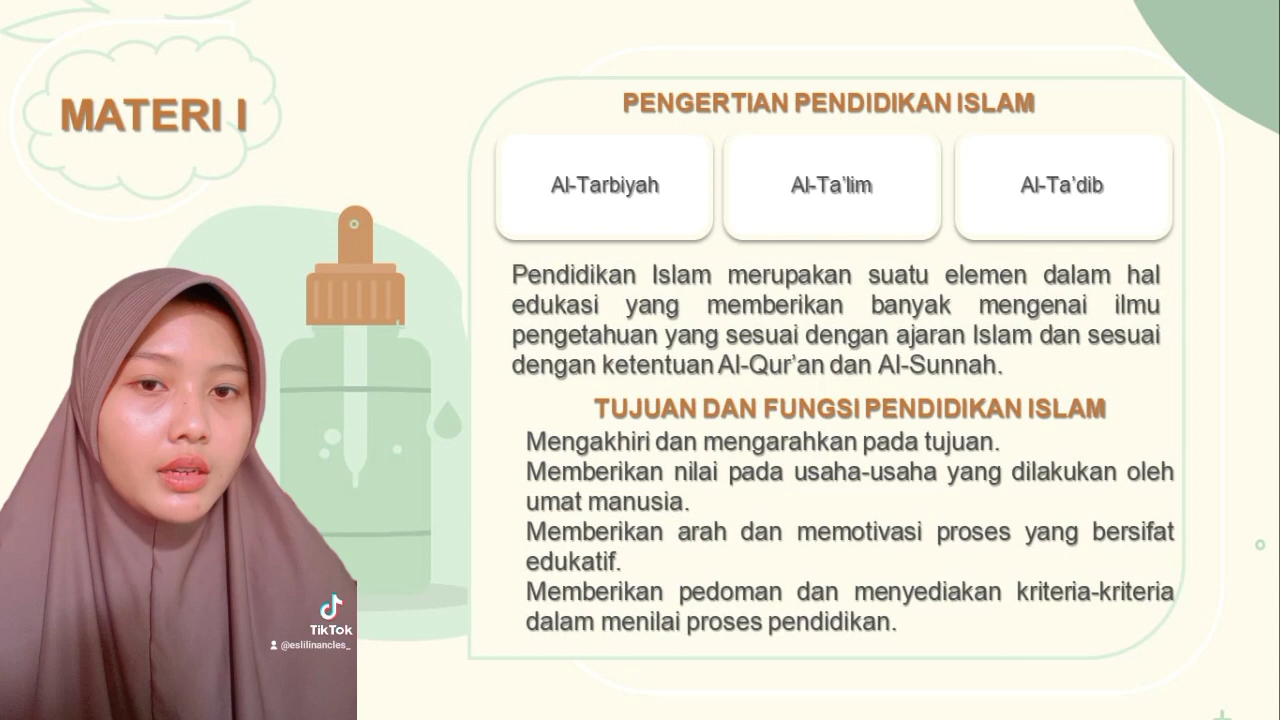 MATERI I
PENGERTIAN PENDIDIKAN ISLAM
Al-Tarbiyah
Al-Ta'lim
Al-Ta'dib
Pendidikan Islam merupakan suatu elemen dalam hal
edukasi yang memberikan banyak mengenai ilmu
pengetahuan yang sesuai dengan ajaran Islam dan sesuai
dengan ketentuan Al-Qur'an dan Al-Sunnah.
TUJUAN DAN FUNGSI PENDIDIKAN ISLAM
Mengakhiri dan mengarahkan pada tujuan.
Memberikan nilai pada usaha-usaha yang dilakukan oleh
umat manusia.
Memberikan arah dan memotivasi proses yang bersifat
edukatif.
Memberikan pedoman dan menyediakan kriteria-kriteria
dalam menilai proses pendidikan.
TikTok
@eslilinancles_